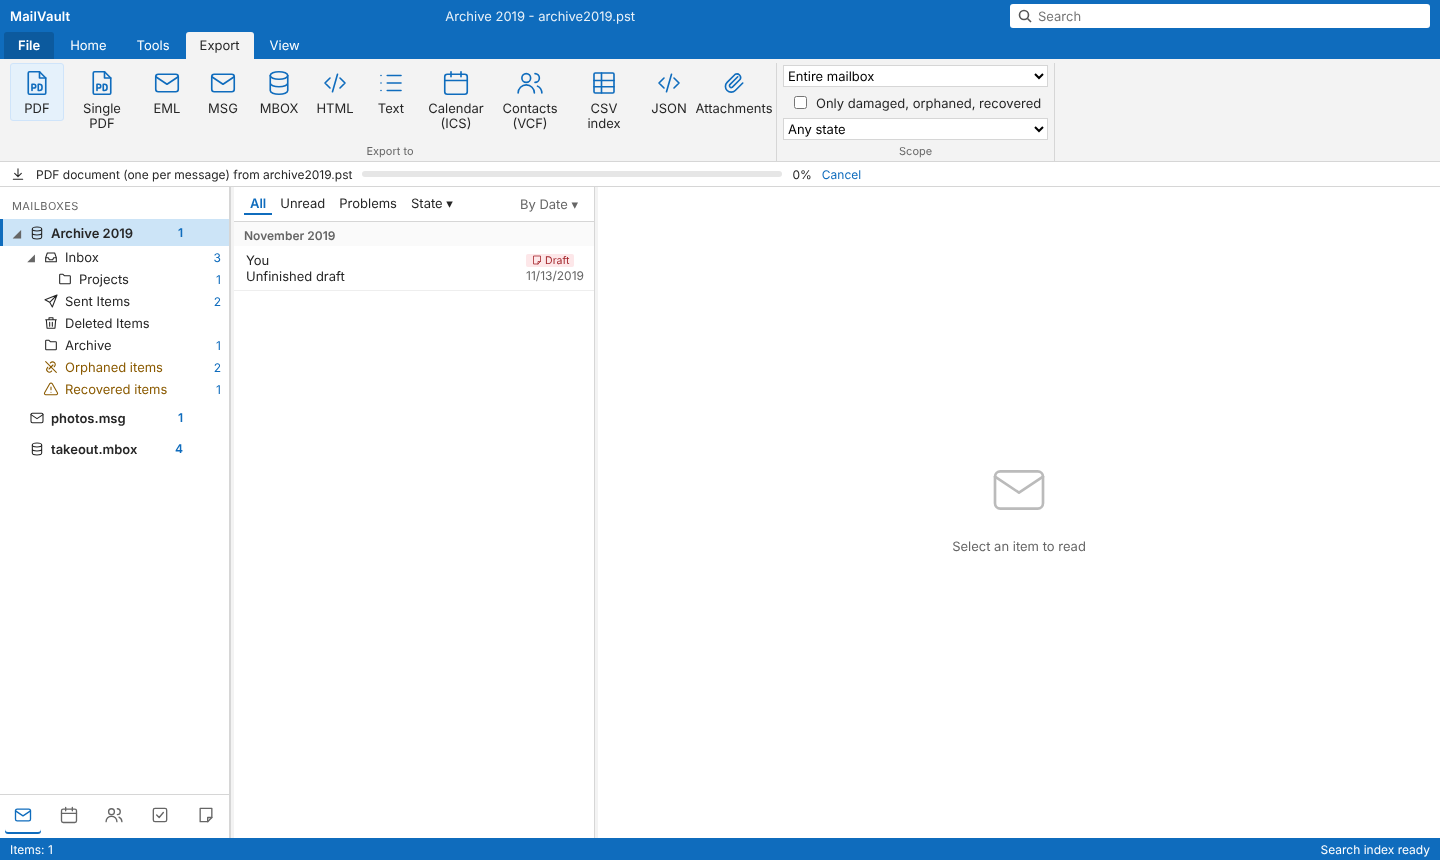 MailVault
Archive 2019 - archive2019.pst
Search
File
Home
Tools
Export
View
PDF
Single PDF
EML
MSG
MBOX
HTML
Text
Calendar (ICS)
Contacts (VCF)
CSV index
JSON
Attachments
Export to
Entire mailbox
Only damaged, orphaned, recovered
Any state
Scope
PDF document (one per message) from archive2019.pst
0%
Cancel
MAILBOXES
Archive 2019 1
Inbox 3
Projects 1
Sent Items 2
Deleted Items
Archive 1
Orphaned items 2
Recovered items 1
photos.msg 1
takeout.mbox 4
All
Unread
Problems
State ▾
By Date ▾
November 2019
You
Draft
Unfinished draft
11/13/2019
Select an item to read
Items: 1
Search index ready